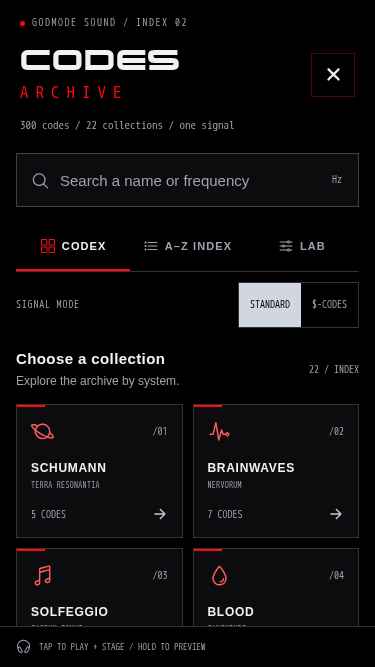 GODMODE SOUND / INDEX 02
CODES
ARCHIVE
300 codes / 22 collections / one signal
Search a name or frequency
Hz
CODEX
A–Z INDEX
LAB
SIGNAL MODE
STANDARD
$-CODES
Choose a collection
Explore the archive by system.
22 / INDEX
/01
SCHUMANN
TERRA RESONANTIA
5 CODES
/02
BRAINWAVES
NERVORUM
7 CODES
/03
SOLFEGGIO
/04
BLOOD
TAP TO PLAY + STAGE / HOLD TO PREVIEW